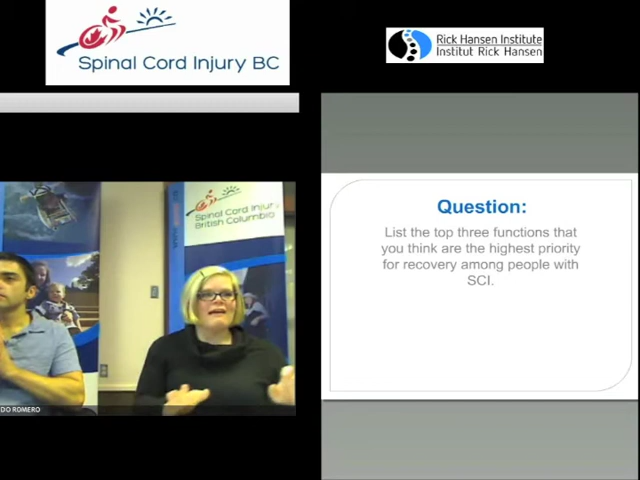 Spinal Cord Injury BC
Rick Hansen Institute
Institut Rick Hansen
Spinal Cord Injury
British Columbia
DO ROMERO
Question:
List the top three functions that
you think are the highest priority
for recovery among people with
SCI.